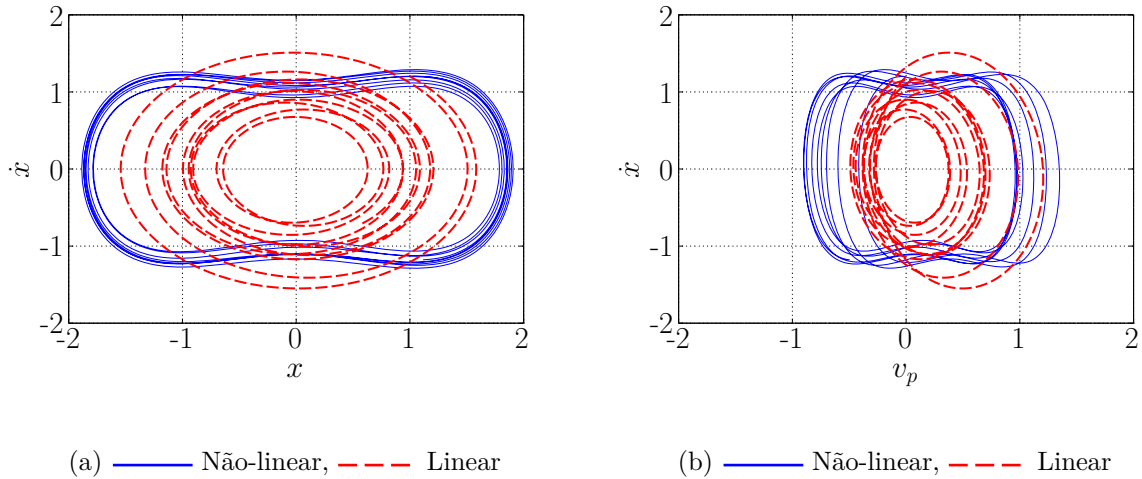 2 2
1 1
ẋ 0 ẋ 0
-1 -1
-2 -2
-2 -1 0 1 2 -2 -1 0 1 2
x v_p
(a) Não-linear, Linear (b) Não-linear, Linear